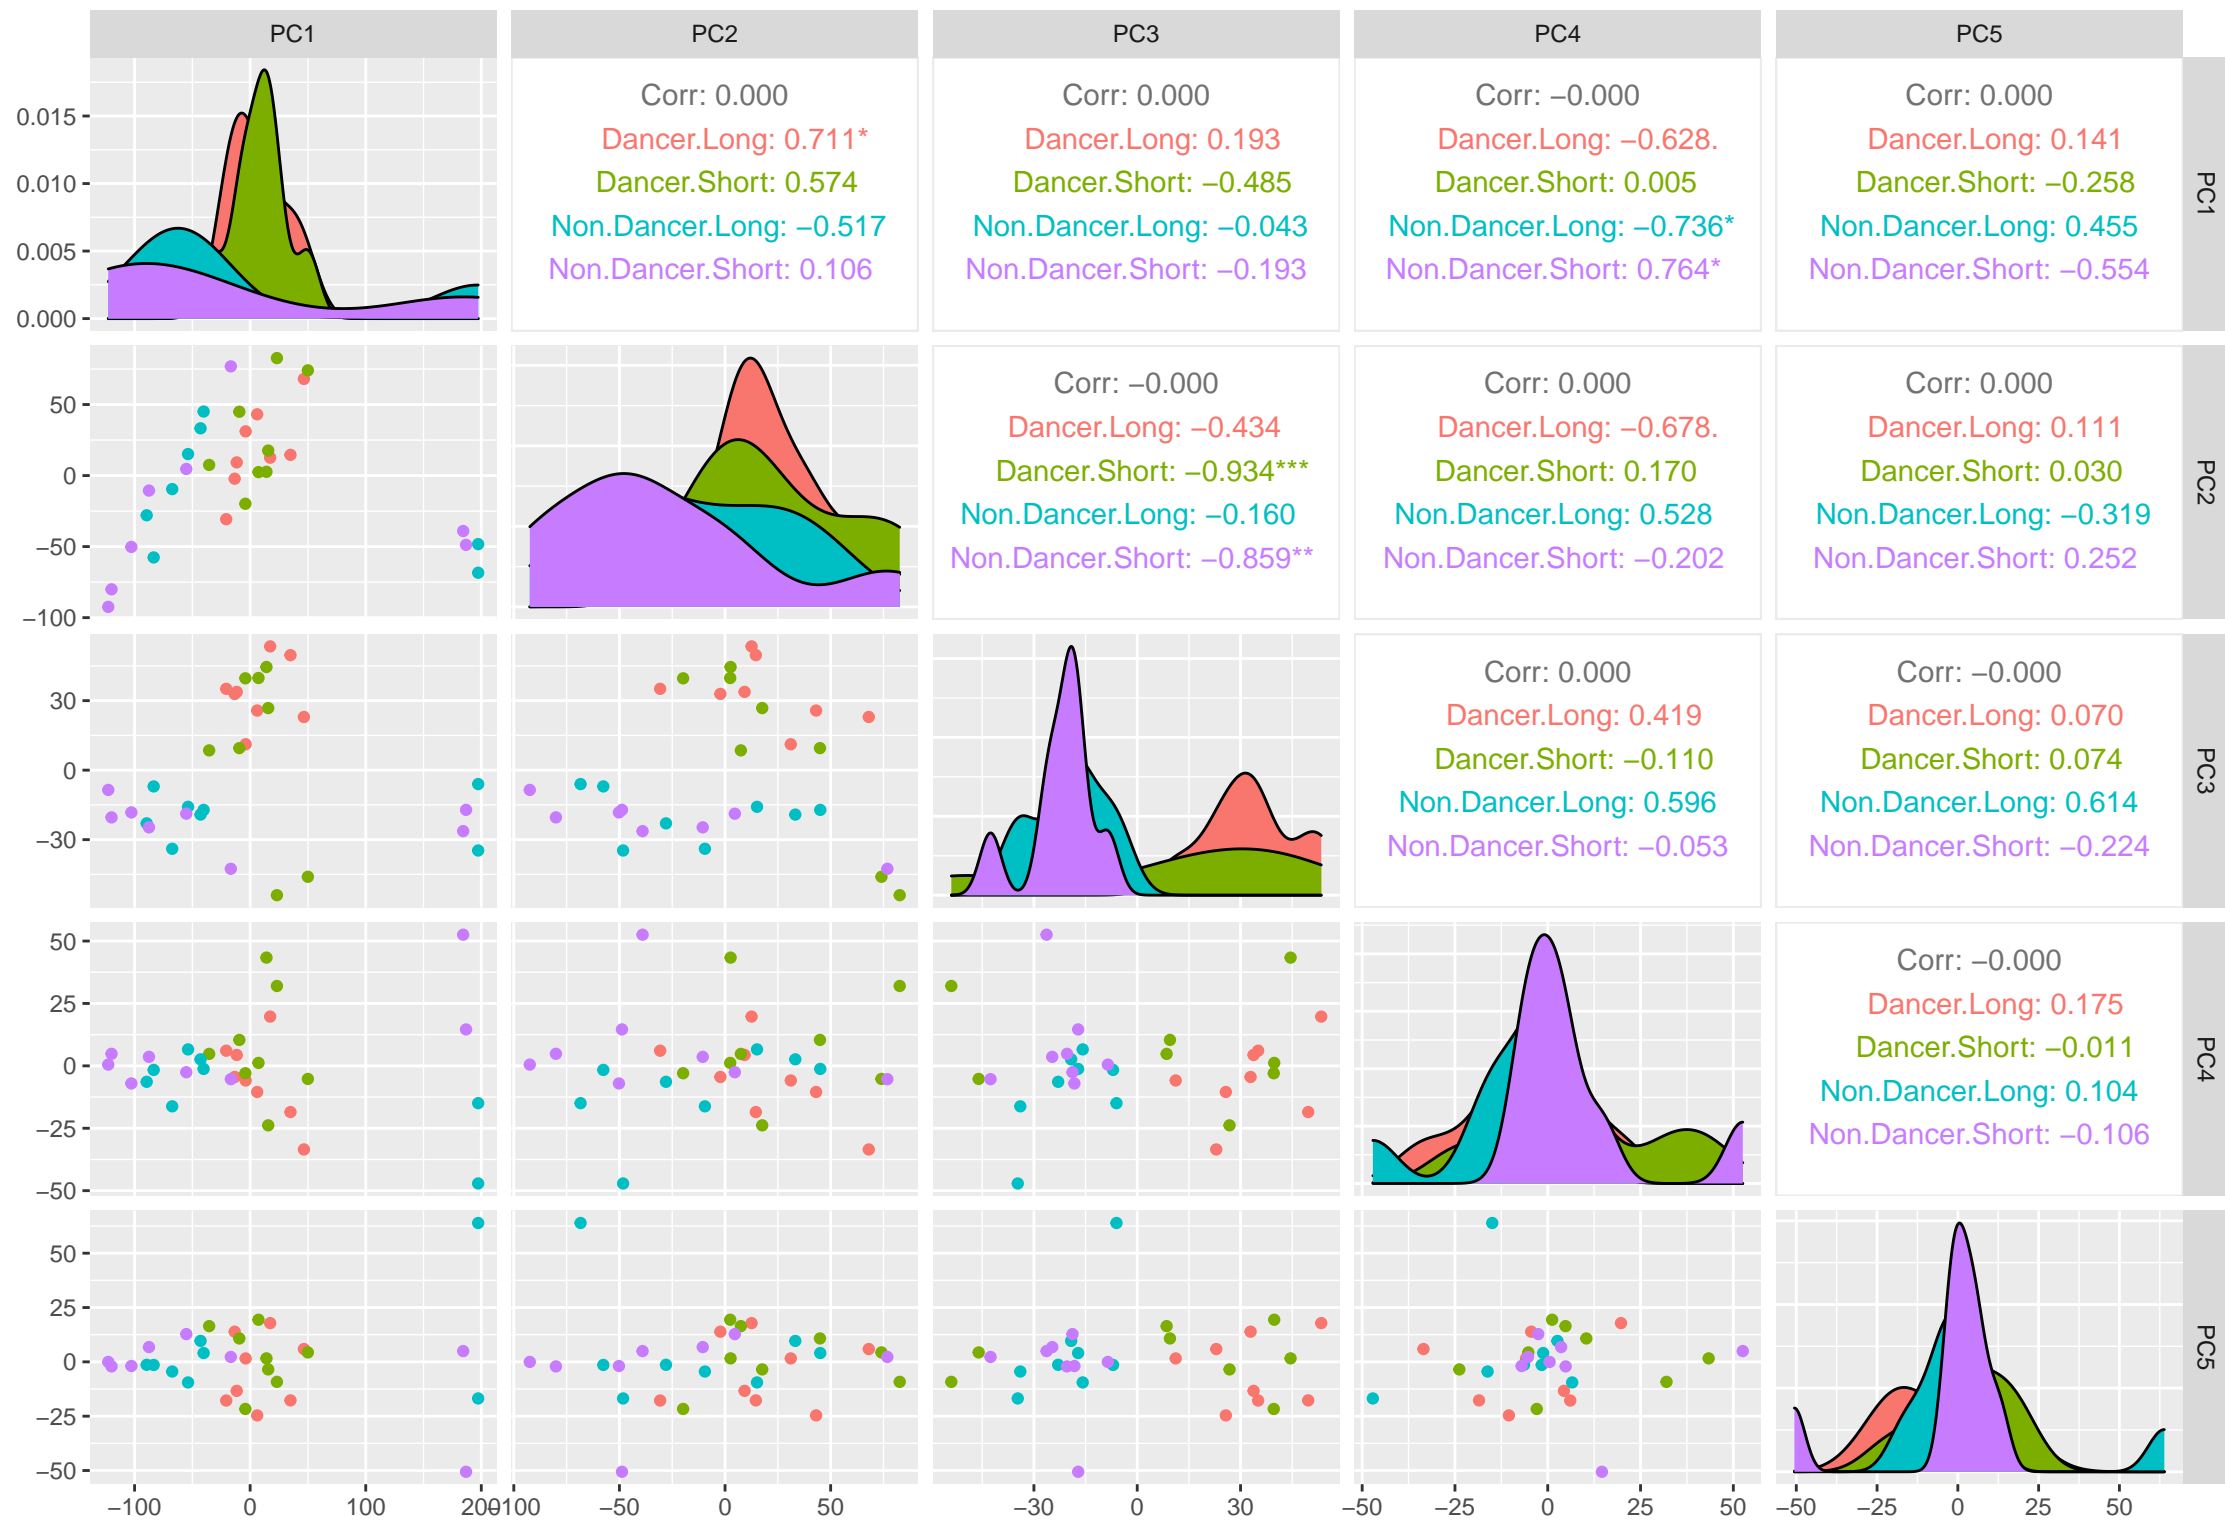 PC1 PC2 PC3 PC4 PC5
Corr: 0.000
Dancer.Long: 0.711*
Dancer.Short: 0.574
Non.Dancer.Long: −0.517
Non.Dancer.Short: 0.106
Corr: 0.000
Dancer.Long: 0.193
Dancer.Short: −0.485
Non.Dancer.Long: −0.043
Non.Dancer.Short: −0.193
Corr: −0.000
Dancer.Long: −0.628.
Dancer.Short: 0.005
Non.Dancer.Long: −0.736*
Non.Dancer.Short: 0.764*
Corr: 0.000
Dancer.Long: 0.141
Dancer.Short: −0.258
Non.Dancer.Long: 0.455
Non.Dancer.Short: −0.554
PC1
0.015
0.010
0.005
0.000
Corr: −0.000
Dancer.Long: −0.434
Dancer.Short: −0.934***
Non.Dancer.Long: −0.160
Non.Dancer.Short: −0.859**
Corr: 0.000
Dancer.Long: −0.678.
Dancer.Short: 0.170
Non.Dancer.Long: 0.528
Non.Dancer.Short: −0.202
Corr: 0.000
Dancer.Long: 0.111
Dancer.Short: 0.030
Non.Dancer.Long: −0.319
Non.Dancer.Short: 0.252
PC2
50
0
−50
−100
Corr: 0.000
Dancer.Long: 0.419
Dancer.Short: −0.110
Non.Dancer.Long: 0.596
Non.Dancer.Short: −0.053
Corr: −0.000
Dancer.Long: 0.070
Dancer.Short: 0.074
Non.Dancer.Long: 0.614
Non.Dancer.Short: −0.224
PC3
30
0
−30
Corr: −0.000
Dancer.Long: 0.175
Dancer.Short: −0.011
Non.Dancer.Long: 0.104
Non.Dancer.Short: −0.106
PC4
50
25
0
−25
−50
PC5
50
25
0
−25
−50
−100 0 100 200
−100 −50 0 50
−30 0 30
−50 −25 0 25 50
−50 −25 0 25 50